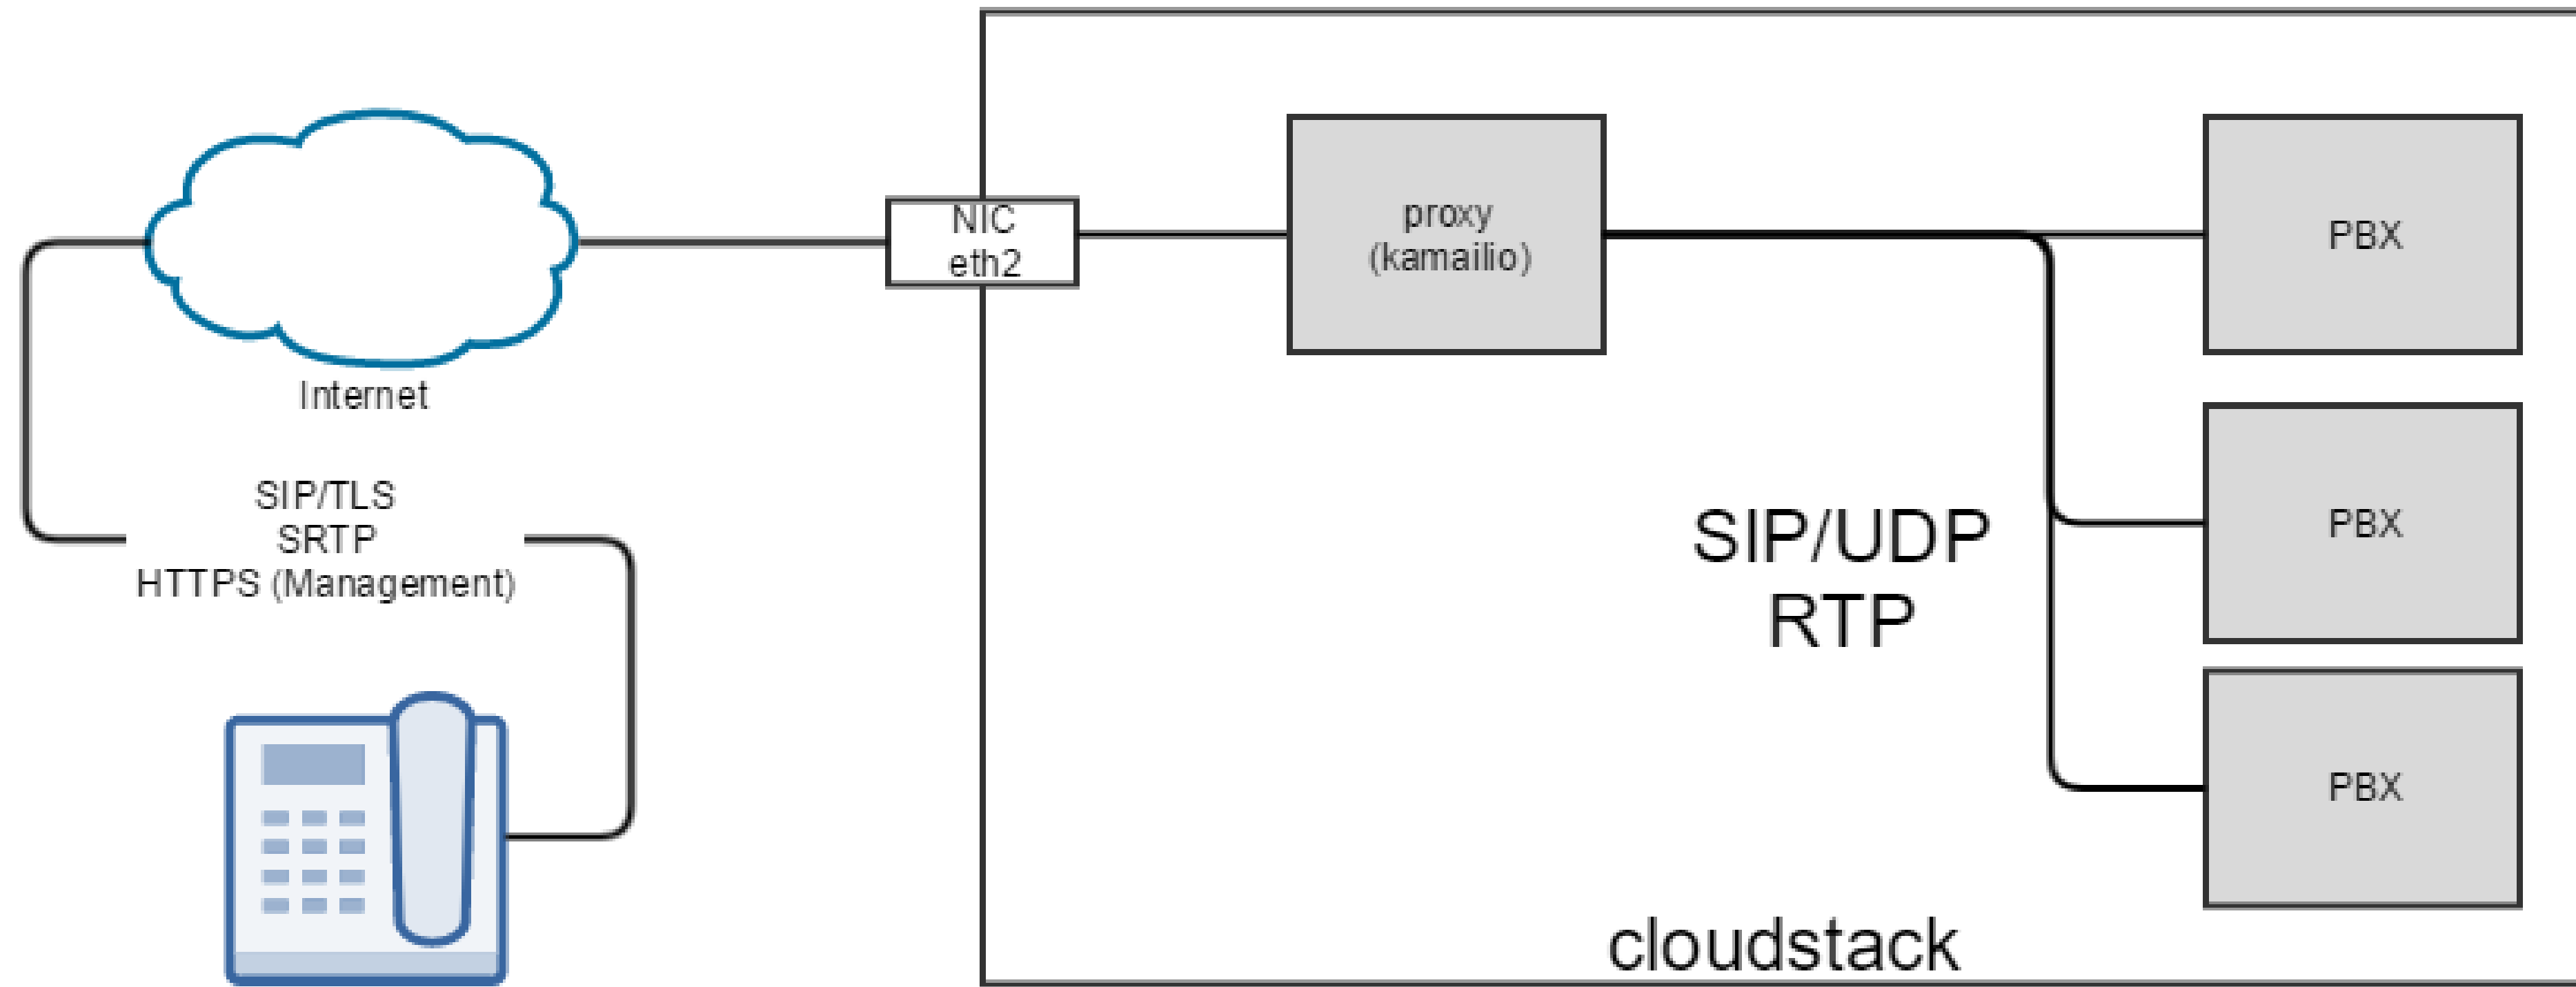 NIC
eth2
proxy
(kamailio)
PBX
Internet
SIP/TLS
SRTP
HTTPS (Management)
SIP/UDP
RTP
PBX
PBX
cloudstack